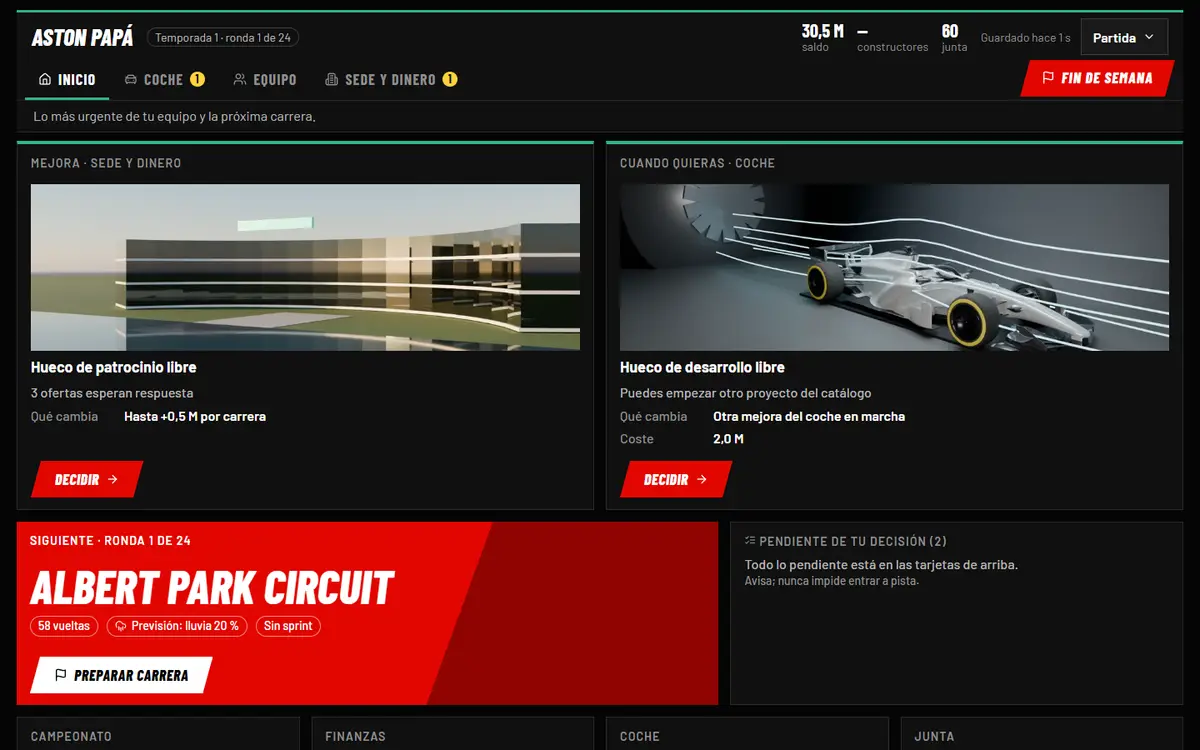 ASTON PAPÁ
Temporada 1 · ronda 1 de 24
30,5 M
saldo
—
constructores
60
junta
Guardado hace 1 s
Partida
INICIO
COCHE 1
EQUIPO
SEDE Y DINERO 1
FIN DE SEMANA
Lo más urgente de tu equipo y la próxima carrera.
MEJORA · SEDE Y DINERO
Hueco de patrocinio libre
3 ofertas esperan respuesta
Qué cambia Hasta +0,5 M por carrera
DECIDIR →
CUANDO QUIERAS · COCHE
Hueco de desarrollo libre
Puedes empezar otro proyecto del catálogo
Qué cambia Otra mejora del coche en marcha
Coste 2,0 M
DECIDIR →
SIGUIENTE · RONDA 1 DE 24
ALBERT PARK CIRCUIT
58 vueltas
Previsión: lluvia 20 %
Sin sprint
PREPARAR CARRERA
PENDIENTE DE TU DECISIÓN (2)
Todo lo pendiente está en las tarjetas de arriba.
Avisa; nunca impide entrar a pista.
CAMPEONATO
FINANZAS
COCHE
JUNTA